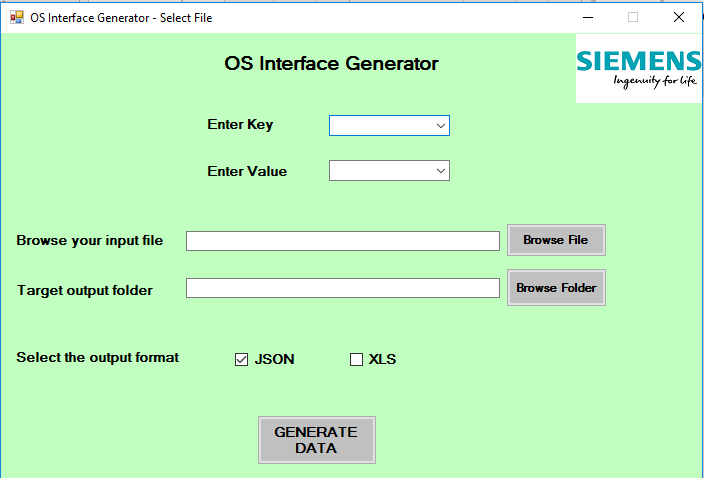 OS Interface Generator - Select File
OS Interface Generator
SIEMENS
Ingenuity for life
Enter Key
Enter Value
Browse your input file
Browse File
Target output folder
Browse Folder
Select the output format
JSON
XLS
GENERATE
DATA